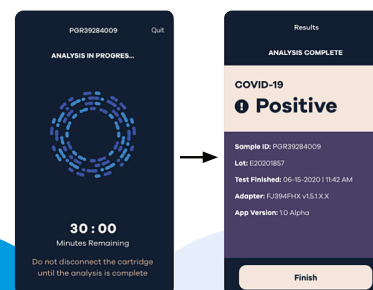 PGR39284009 Quit
ANALYSIS IN PROGRES...
30:00
Minutes Remaining
Do not disconnect the cartridge
until the analysis is complete
Results
ANALYSIS COMPLETE
COVID-19
Positive
Sample ID: PGR39284009
Lot: E20201857
Test Finished: 06-15-2020 | 11:42 AM
Adapter: FJ394FHX v1.5.1.X.X
App Version: 1.0 Alpha
Finish